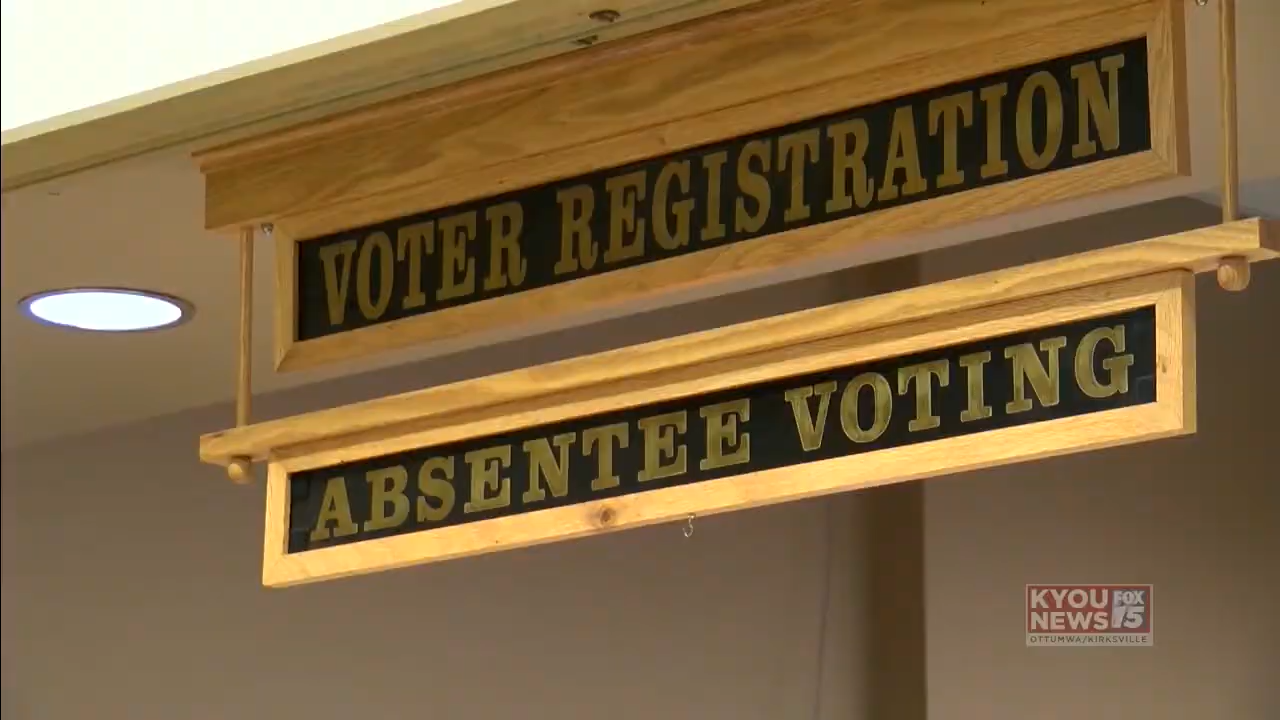 VOTER REGISTRATION
ABSENTEE VOTING
KYOU FOX
NEWS 15
OTTUMWA/KIRKSVILLE